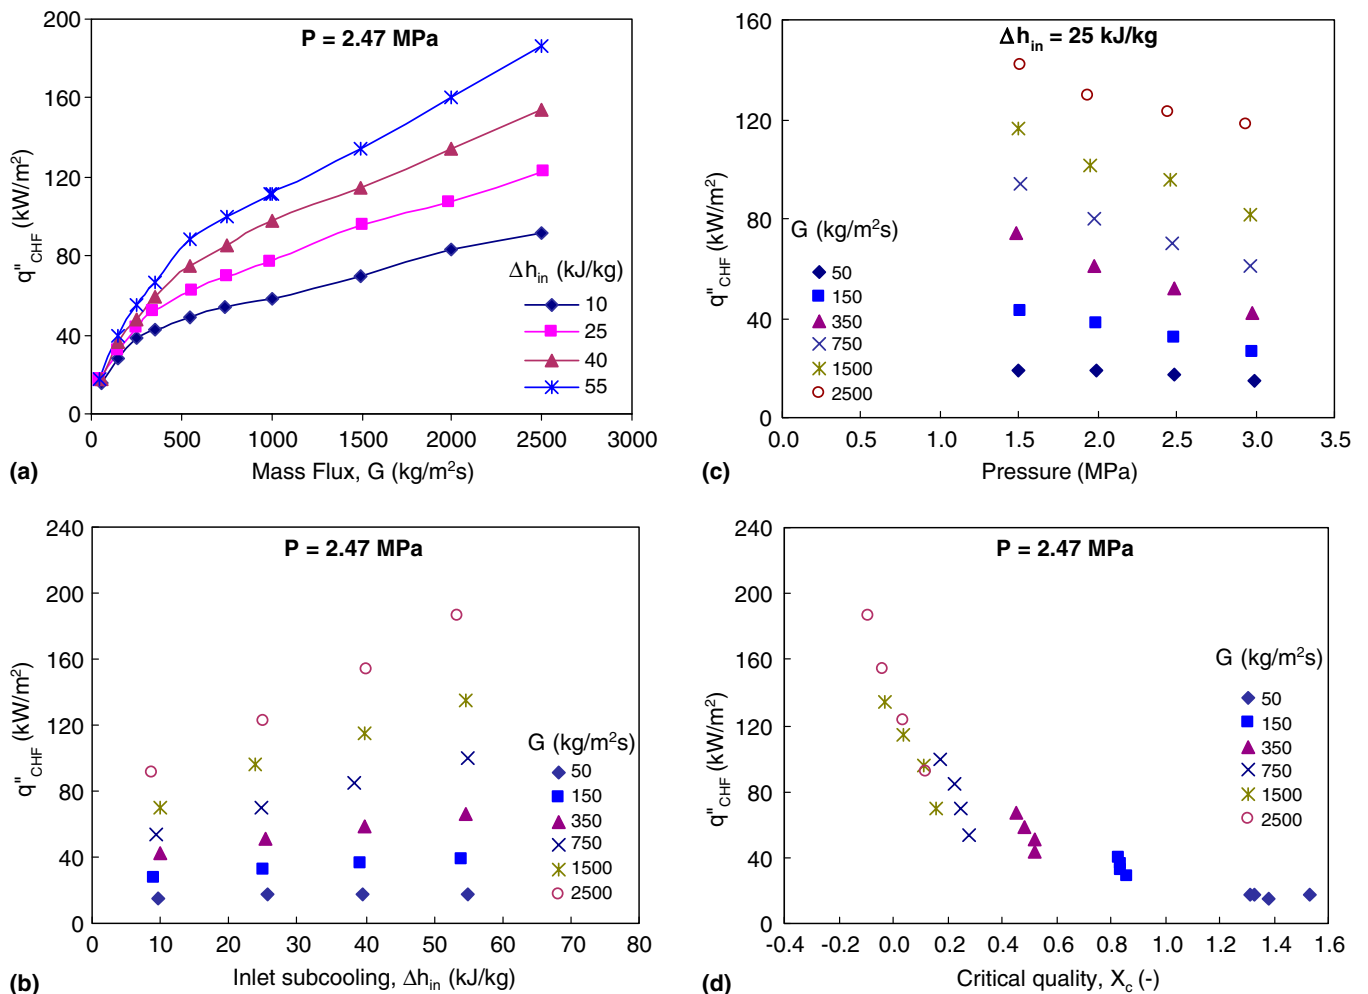 P = 2.47 MPa
200
160
120
80
40
0
q"CHF (kW/m²)
Δhin (kJ/kg)
10
25
40
55
0 500 1000 1500 2000 2500 3000
Mass Flux, G (kg/m²s)
(a)
Δhin = 25 kJ/kg
160
120
80
40
0
q"CHF (kW/m²)
G (kg/m²s)
50
150
350
750
1500
2500
0.0 0.5 1.0 1.5 2.0 2.5 3.0 3.5
Pressure (MPa)
(c)
P = 2.47 MPa
240
200
160
120
80
40
0
q"CHF (kW/m²)
G (kg/m²s)
50
150
350
750
1500
2500
0 10 20 30 40 50 60 70 80
Inlet subcooling, Δhin (kJ/kg)
(b)
P = 2.47 MPa
240
200
160
120
80
40
0
q"CHF (kW/m²)
G (kg/m²s)
50
150
350
750
1500
2500
-0.4 -0.2 0.0 0.2 0.4 0.6 0.8 1.0 1.2 1.4 1.6
Critical quality, Xc (-)
(d)